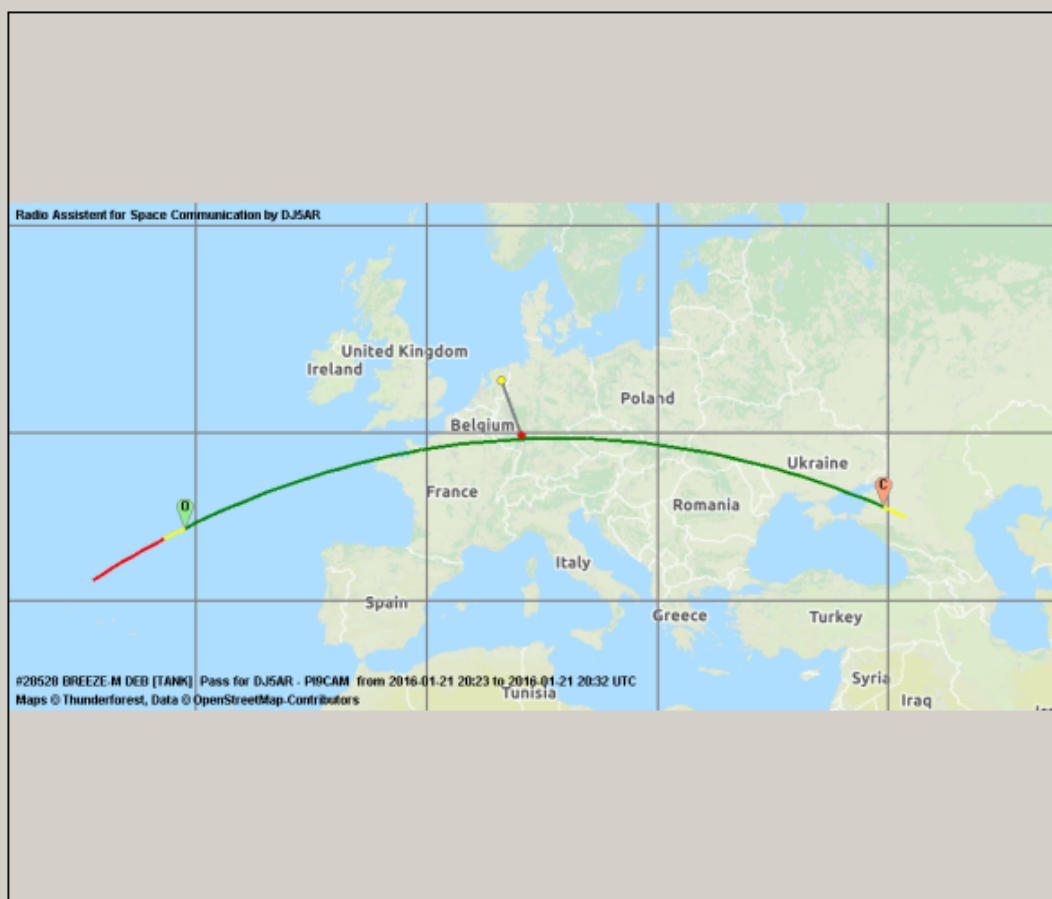 Radio Assistent for Space Communication by DJ5AR
United Kingdom
Ireland
Poland
Belgium
Ukraine
C
France
O
Romania
Italy
Spain
Greece
Turkey
#28528 BREEZE-M DEB [TANK] Pass for DJ5AR - PI9CAM from 2016-01-21 20:23 to 2016-01-21 20:32 UTC
Syria
Tunisia
Maps © Thunderforest, Data © OpenStreetMap-Contributors
Iraq